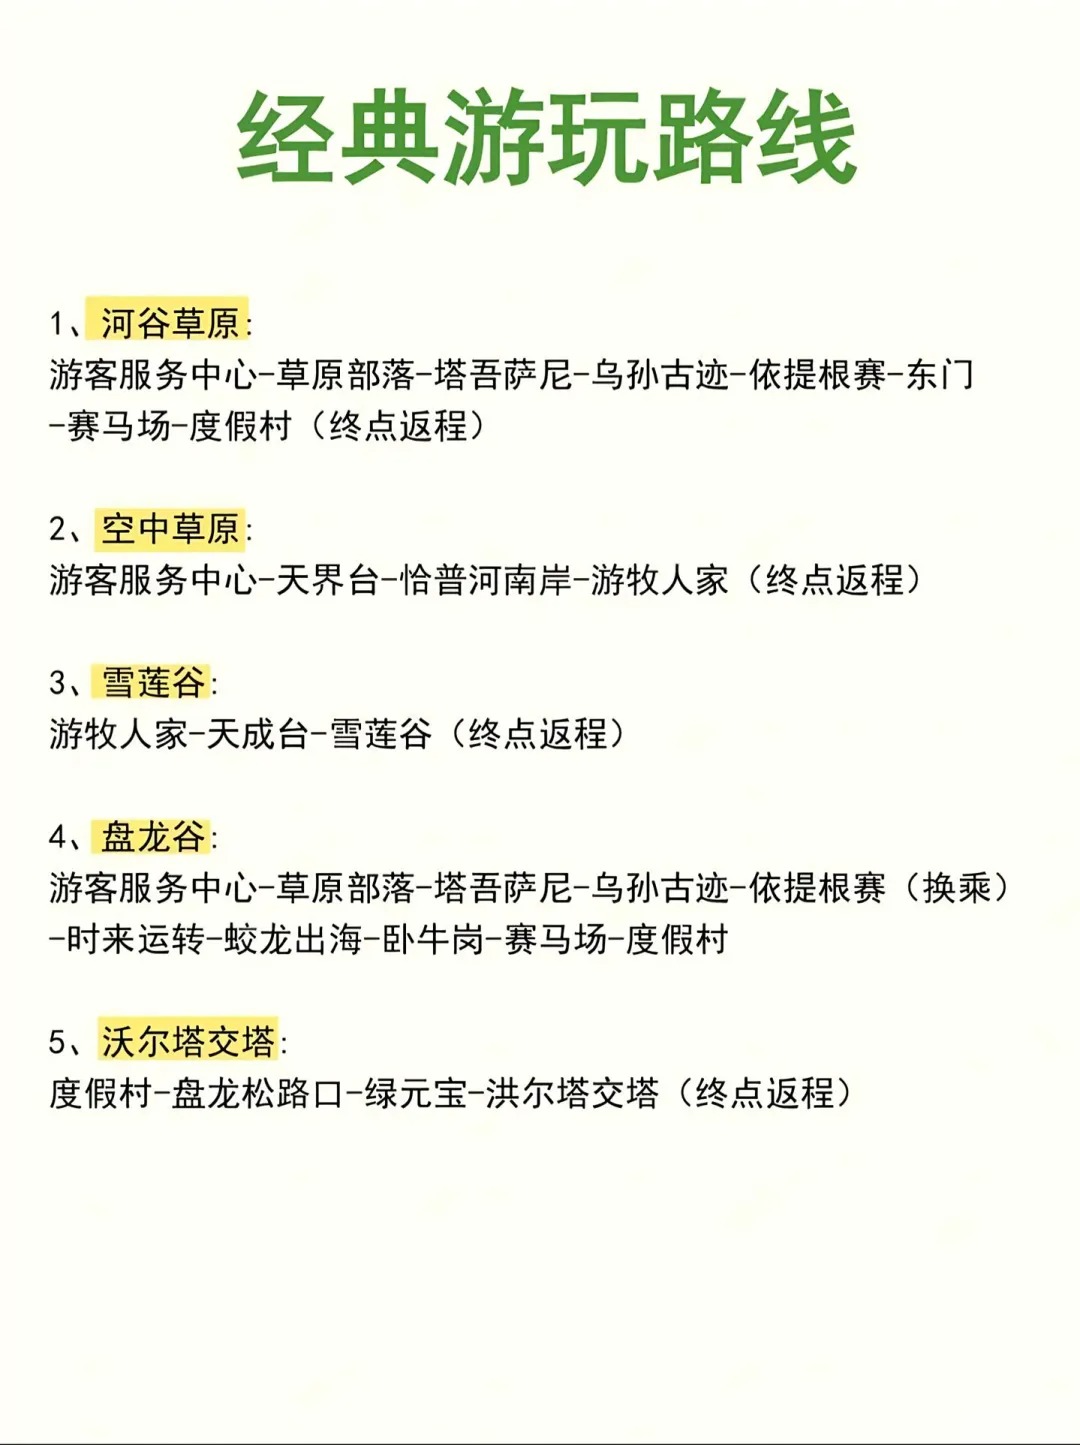 经典游玩路线
1、河谷草原:
游客服务中心-草原部落-塔吾萨尼-乌孙古迹-依提根赛-东门
-赛马场-度假村（终点返程）
2、空中草原:
游客服务中心-天界台-恰普河南岸-游牧人家（终点返程）
3、雪莲谷:
游牧人家-天成台-雪莲谷（终点返程）
4、盘龙谷:
游客服务中心-草原部落-塔吾萨尼-乌孙古迹-依提根赛（换乘）
-时来运转-蛟龙出海-卧牛岗-赛马场-度假村
5、沃尔塔交塔:
度假村-盘龙松路口-绿元宝-洪尔塔交塔（终点返程）